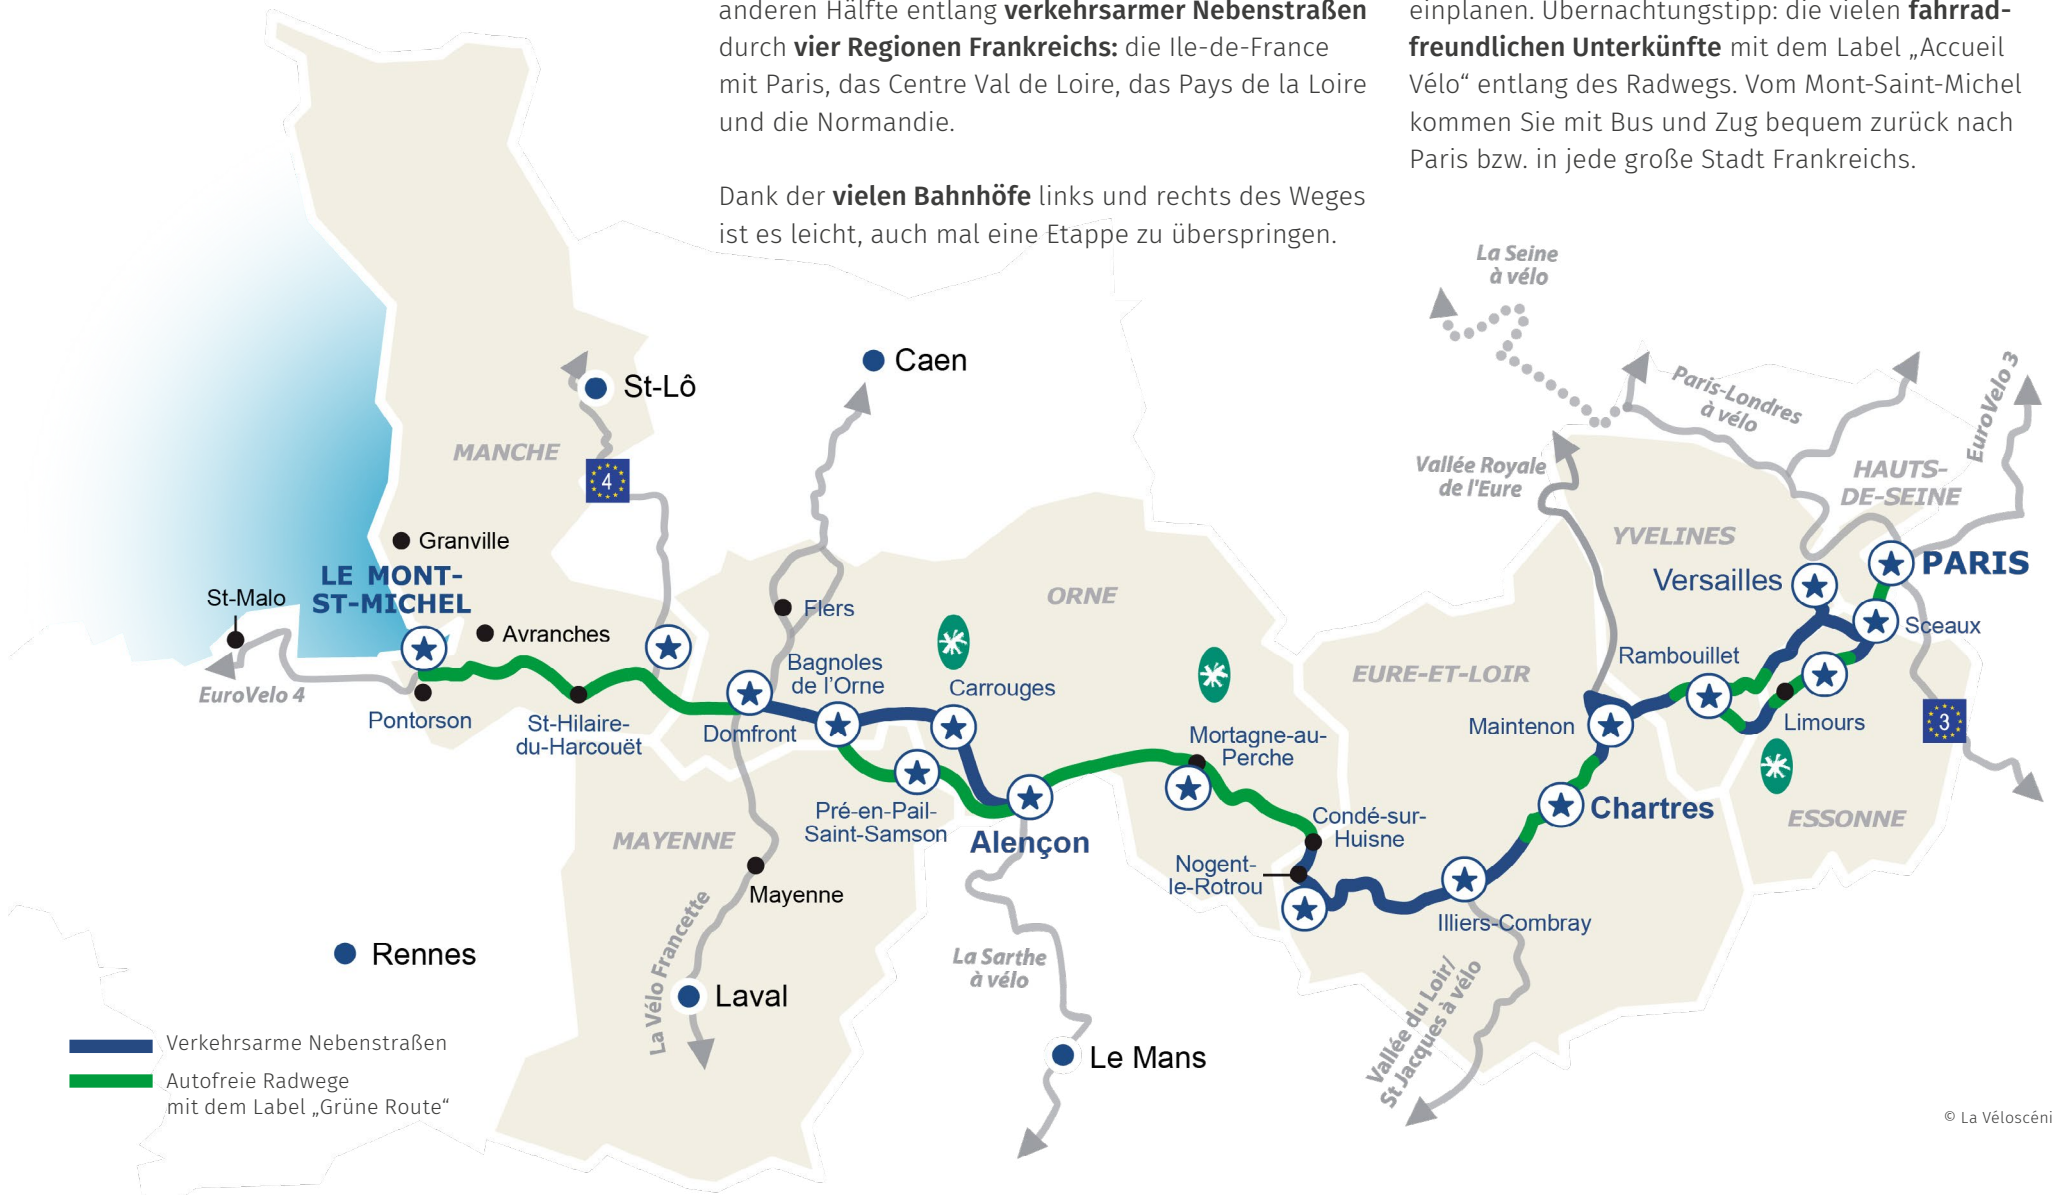 anderen Hälfte entlang verkehrsarmer Nebenstraßen
durch vier Regionen Frankreichs: die Ile-de-France
mit Paris, das Centre Val de Loire, das Pays de la Loire
und die Normandie.
Dank der vielen Bahnhöfe links und rechts des Weges
ist es leicht, auch mal eine Etappe zu überspringen.
einplanen. Übernachtungstipp: die vielen fahrrad-
freundlichen Unterkünfte mit dem Label „Accueil
Vélo“ entlang des Radwegs. Vom Mont-Saint-Michel
kommen Sie mit Bus und Zug bequem zurück nach
Paris bzw. in jede große Stadt Frankreichs.
La Seine
à vélo
Caen
St-Lô
Paris-Londres
à vélo
EuroVelo 3
MANCHE
4
Vallée Royale
de l'Eure
HAUTS-
DE-SEINE
YVELINES
Granville
LE MONT-
ST-MICHEL
St-Malo
PARIS
Versailles
ORNE
Flers
Avranches
Sceaux
Rambouillet
EuroVelo 4
Bagnoles
de l'Orne
Carrouges
EURE-ET-LOIR
Pontorson
St-Hilaire-
du-Harcouët
Domfront
Maintenon
Limours
3
Mortagne-au-
Perche
Pré-en-Pail-
Saint-Samson
Alençon
Condé-sur-
Huisne
Chartres
ESSONNE
MAYENNE
Nogent-
le-Rotrou
Mayenne
Illiers-Combray
La Vélo Francette
Rennes
Laval
La Sarthe
à vélo
Vallée du Loir/
St Jacques à vélo
Le Mans
Verkehrsarme Nebenstraßen
Autofreie Radwege
mit dem Label „Grüne Route“
© La Véloscéni